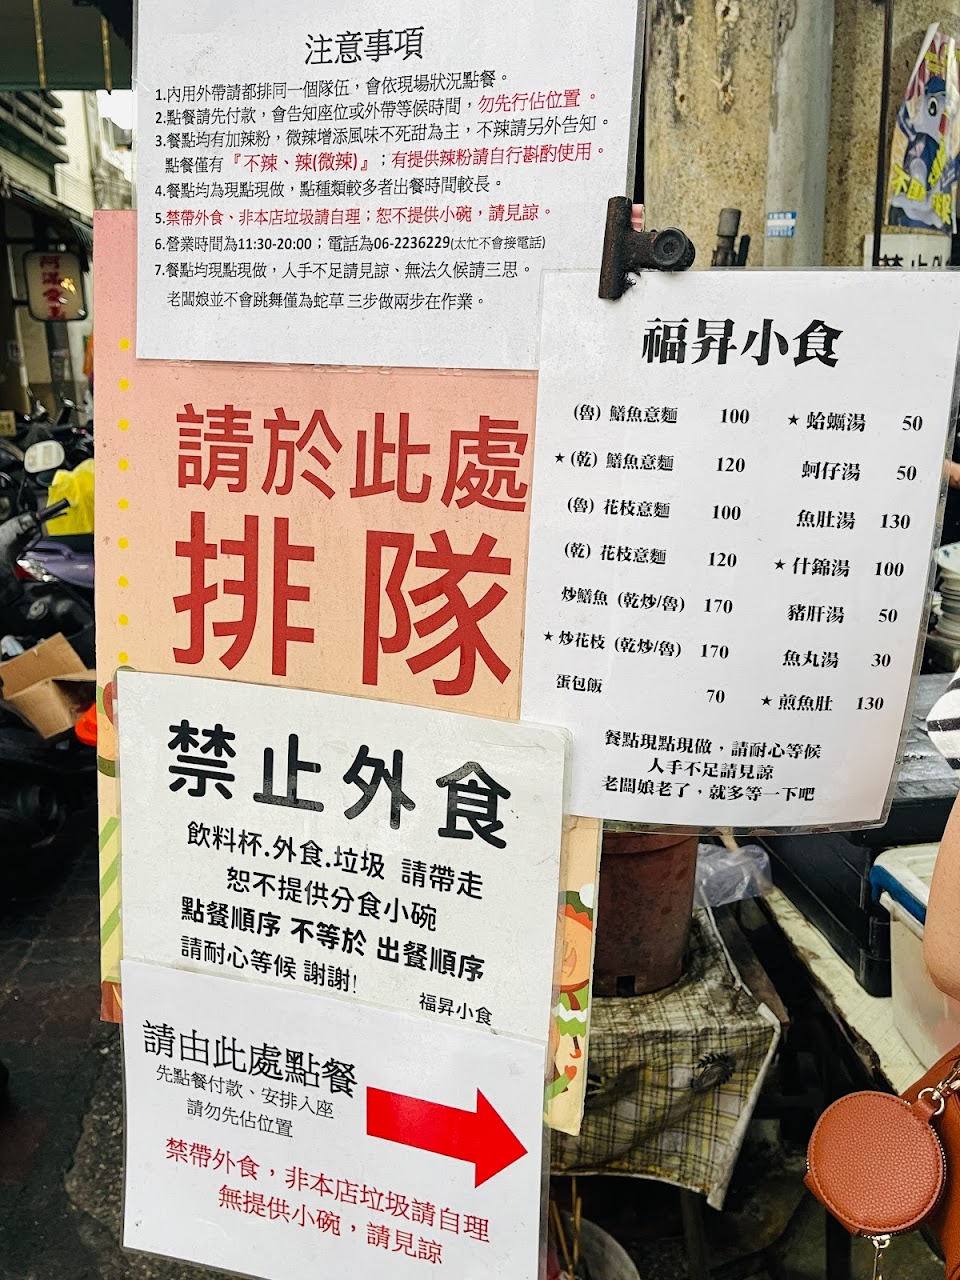 注意事項
1.內用外帶請都排同一個隊伍，會依現場狀況點餐。
2.點餐請先付款，會告知座位或外帶等候時間，勿先行佔位置 。
3.餐點均有加辣粉，微辣增添風味不死甜為主，不辣請另外告知。
點餐僅有『不辣、辣(微辣)』；有提供辣粉請自行斟酌使用。
4.餐點均為現點現做，點種類較多者出餐時間較長。
5.禁帶外食、非本店垃圾請自理；恕不提供小碗，請見諒。
6.營業時間為11:30-20:00；電話為06-2236229(太忙不會接電話)
7.餐點均現點現做，人手不足請見諒、無法久候請三思。
老闆娘並不會跳舞僅為蛇草 三步做兩步在作業。
請於此處
排隊
福昇小食
(魯) 鱔魚意麵 100
★(乾) 鱔魚意麵 120
(魯) 花枝意麵 100
(乾) 花枝意麵 120
炒鱔魚 (乾炒/魯) 170
★炒花枝 (乾炒/魯) 170
蛋包飯 70
★ 蛤蠣湯 50
蚵仔湯 50
魚肚湯 130
★ 什錦湯 100
豬肝湯 50
魚丸湯 30
★ 煎魚肚 130
餐點現點現做，請耐心等候
人手不足請見諒
老闆娘老了，就多等一下吧
禁止外食
飲料杯.外食.垃圾 請帶走
恕不提供分食小碗
點餐順序 不等於 出餐順序
請耐心等候 謝謝!
福昇小食
請由此處點餐
先點餐付款、安排入座
請勿先佔位置
禁帶外食，非本店垃圾請自理
無提供小碗，請見諒